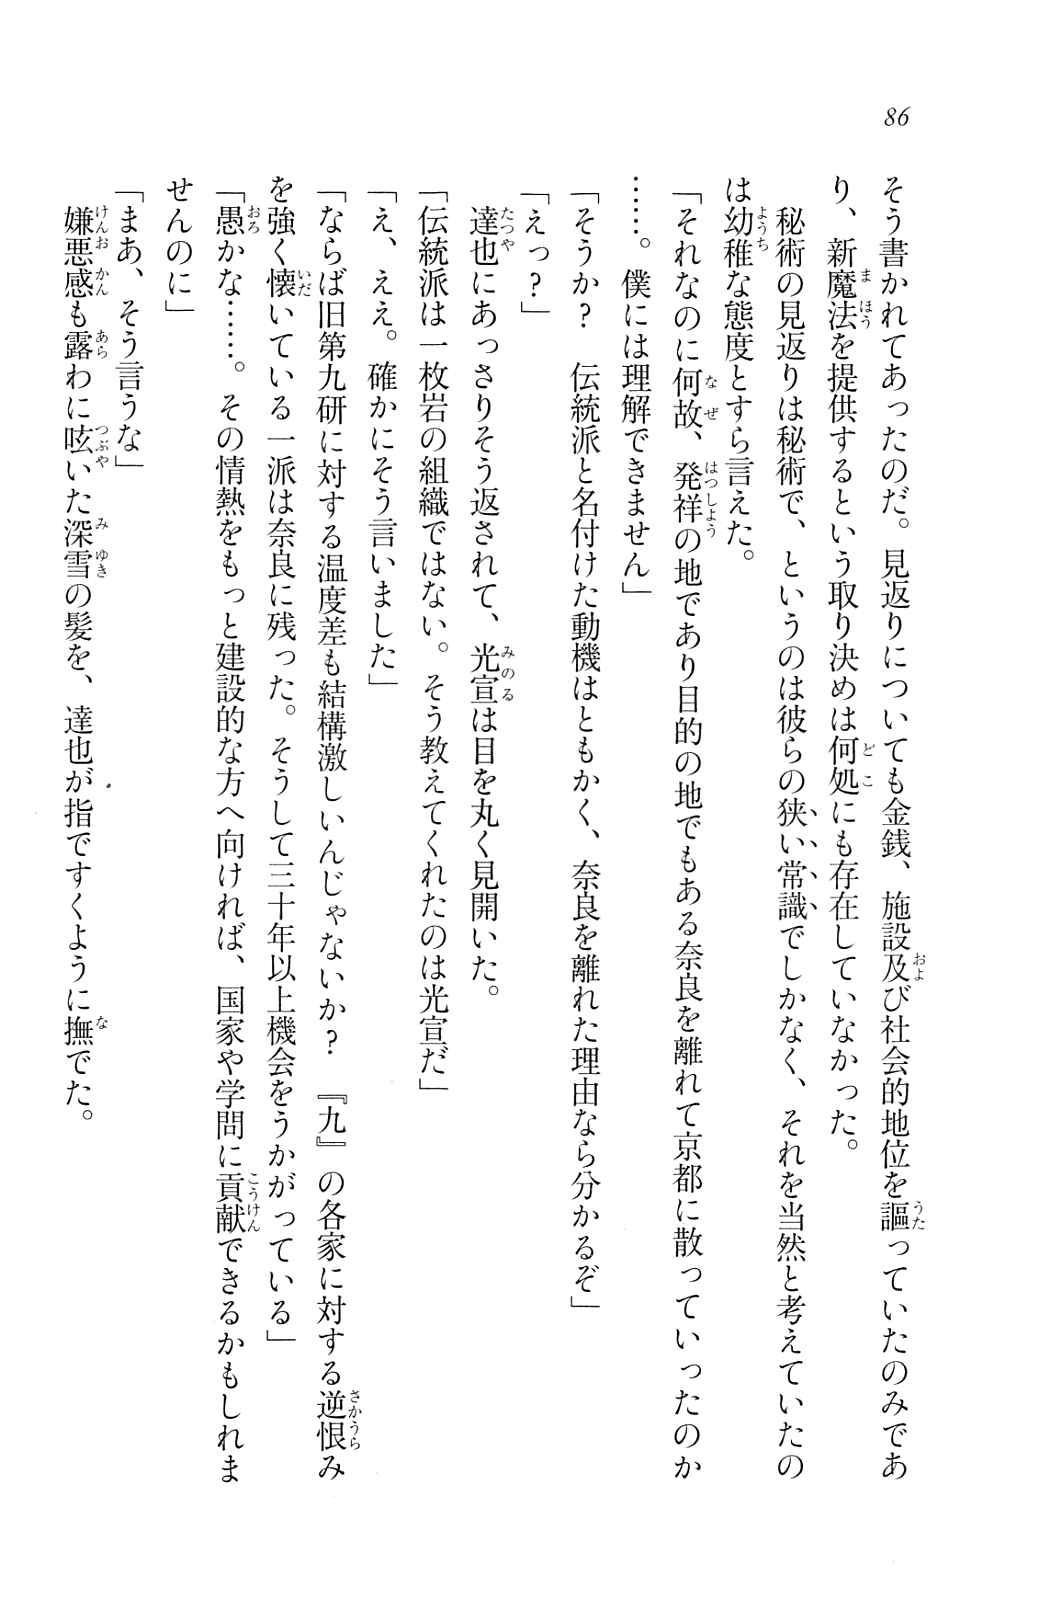 86
そう書かれてあったのだ。見返りについても金銭、施設及び社会的地位を謳っていたのみであ
り、新魔法を提供するという取り決めは何処にも存在していなかった。
秘術の見返りは秘術で、というのは彼らの狭い常識でしかなく、それを当然と考えていたの
は幼稚な態度とすら言えた。
「それなのに何故、発祥の地であり目的の地でもある奈良を離れて京都に散っていったのか
……。僕には理解できません」
「そうか？　伝統派と名付けた動機はともかく、奈良を離れた理由なら分かるぞ」
「えっ？」
達也にあっさりそう返されて、光宣は目を丸く見開いた。
「伝統派は一枚岩の組織ではない。そう教えてくれたのは光宣だ」
「え、ええ。確かにそう言いました」
「ならば旧第九研に対する温度差も結構激しいんじゃないか？　『九』の各家に対する逆恨み
を強く懐いている一派は奈良に残った。そうして三十年以上機会をうかがっている」
「愚かな……。その情熱をもっと建設的な方へ向ければ、国家や学問に貢献できるかもしれま
せんのに」
「まあ、そう言うな」
嫌悪感も露わに呟いた深雪の髪を、達也が指ですくように撫でた。